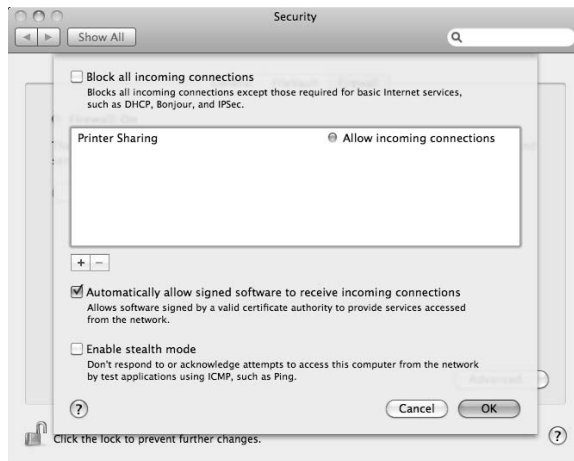 Security
Show All
Block all incoming connections
Blocks all incoming connections except those required for basic Internet services,
such as DHCP, Bonjour, and IPSec.
Firewall On
Printer Sharing Allow incoming connections
+ −
Automatically allow signed software to receive incoming connections
Allows software signed by a valid certificate authority to provide services accessed
from the network.
Enable stealth mode
Don't respond to or acknowledge attempts to access this computer from the network
by test applications using ICMP, such as Ping.
Advanced...
? Cancel OK
Click the lock to prevent further changes. ?